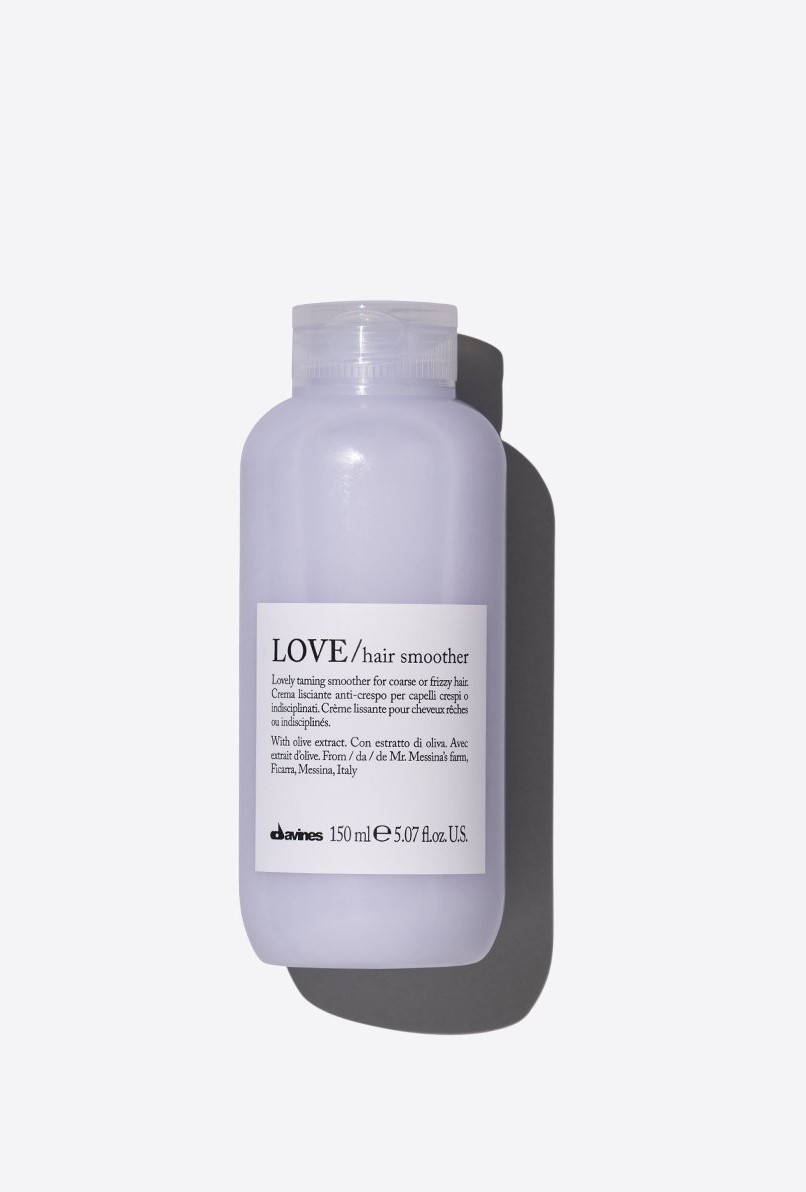 LOVE/hair smoother
Lovely taming smoother for coarse or frizzy hair.
Crema lisciante anti-crespo per capelli crespi o
indisciplinati. Crème lissante pour cheveux rêches
ou indisciplinés.
With olive extract. Con estratto di oliva. Avec
extrait d'olive. From / da / de Mr. Messina's farm,
Ficarra, Messina, Italy
davines 150 ml ℮ 5.07 fl.oz. U.S.